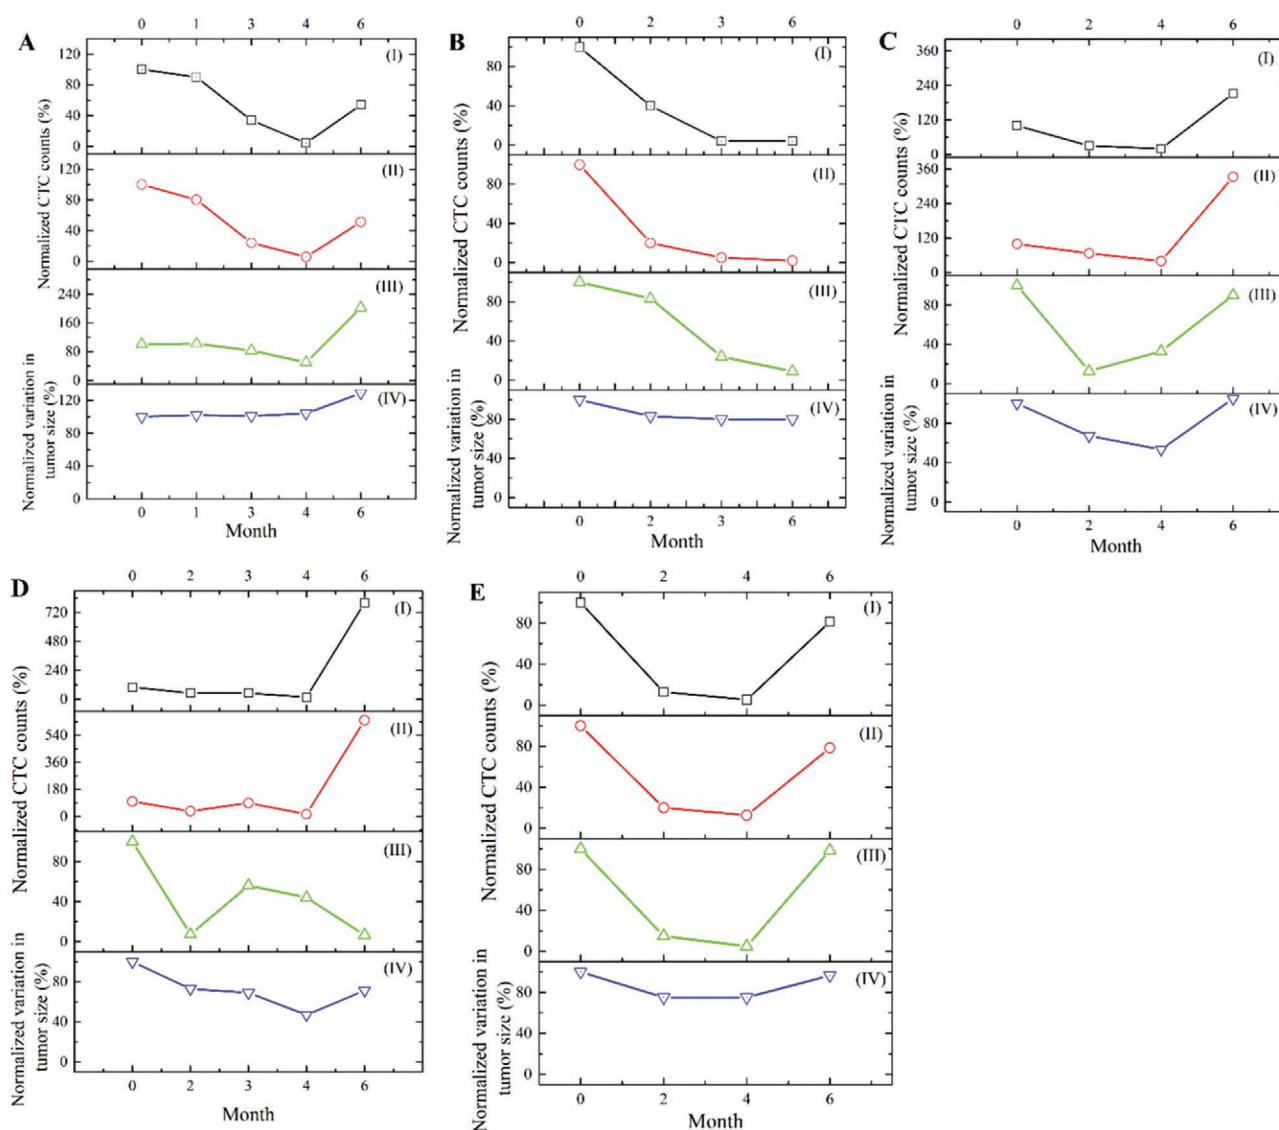 A
0 1 3 4 6
Normalized CTC counts (%)
120
80
40
0
(I)
120
80
40
0
(II)
240
160
80
0
(III)
Normalized variation in
tumor size (%)
120
80
40
0
(IV)
0 1 3 4 6
Month
B
0 2 3 6
Normalized CTC counts (%)
80
40
0
(I)
80
40
0
(II)
80
40
0
(III)
Normalized variation in
tumor size (%)
80
40
0
(IV)
0 2 3 6
Month
C
0 2 4 6
Normalized CTC counts (%)
360
240
120
0
(I)
360
240
120
0
(II)
80
40
0
(III)
Normalized variation in
tumor size (%)
80
40
0
(IV)
0 2 4 6
Month
D
0 2 3 4 6
Normalized CTC counts (%)
720
480
240
0
(I)
540
360
180
0
(II)
80
40
0
(III)
Normalized variation in
tumor size (%)
80
40
0
(IV)
0 2 3 4 6
Month
E
0 2 4 6
Normalized CTC counts (%)
80
40
0
(I)
80
40
0
(II)
80
40
0
(III)
Normalized variation in
tumor size (%)
80
40
0
(IV)
0 2 4 6
Month